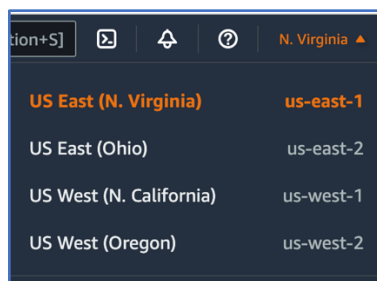 tion+S] N. Virginia ▲
US East (N. Virginia) us-east-1
US East (Ohio) us-east-2
US West (N. California) us-west-1
US West (Oregon) us-west-2